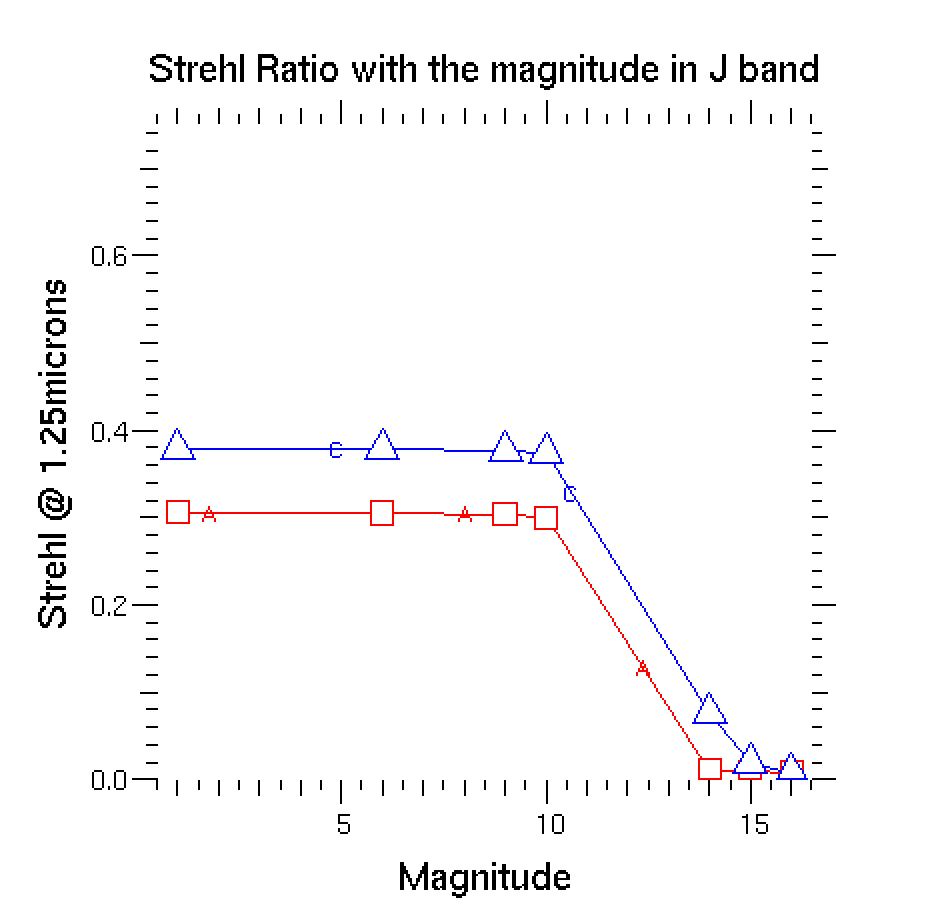 Strehl Ratio with the magnitude in J band
0.6
0.4
0.2
0.0
Strehl @ 1.25microns
C
C
A
A
A
5
10
15
Magnitude